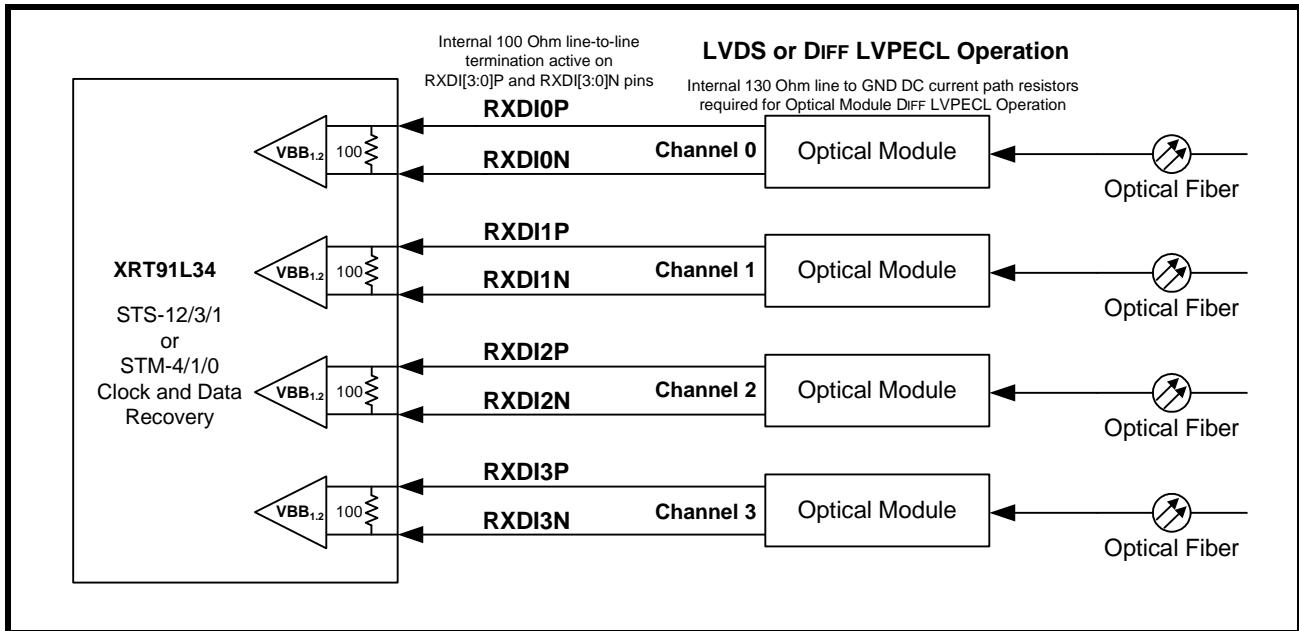 Internal 100 Ohm line-to-line
termination active on
RXDI[3:0]P and RXDI[3:0]N pins
LVDS or DIFF LVPECL Operation
Internal 130 Ohm line to GND DC current path resistors
required for Optical Module DIFF LVPECL Operation
XRT91L34
STS-12/3/1
or
STM-4/1/0
Clock and Data
Recovery
VBB1.2
100
RXDI0P
RXDI0N
Channel 0
Optical Module
Optical Fiber
VBB1.2
100
RXDI1P
RXDI1N
Channel 1
Optical Module
Optical Fiber
VBB1.2
100
RXDI2P
RXDI2N
Channel 2
Optical Module
Optical Fiber
VBB1.2
100
RXDI3P
RXDI3N
Channel 3
Optical Module
Optical Fiber